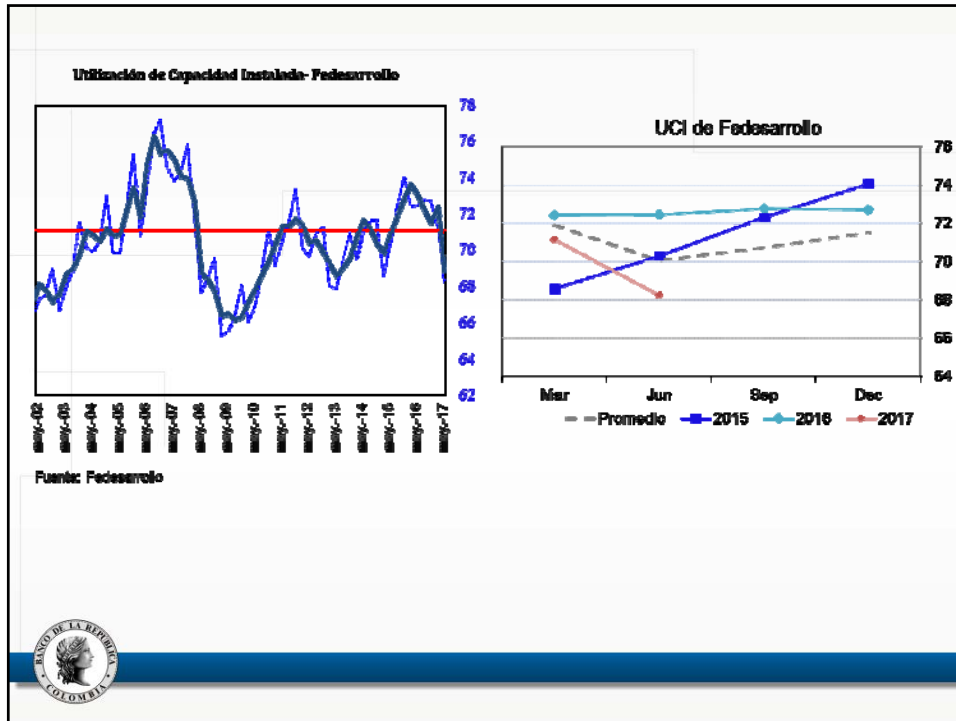 Utilización de Capacidad Instalada- Fedesarrollo
78
76
74
72
70
68
66
64
62
may.-02
may.-03
may.-04
may.-05
may.-06
may.-07
may.-08
may.-09
may.-10
may.-11
may.-12
may.-13
may.-14
may.-15
may.-16
may.-17
Fuente: Fedesarrollo
UCI de Fedesarrollo
76
74
72
70
68
66
64
Mar Jun Sep Dec
Promedio 2015 2016 2017
BANCO DE LA REPUBLICA
COLOMBIA